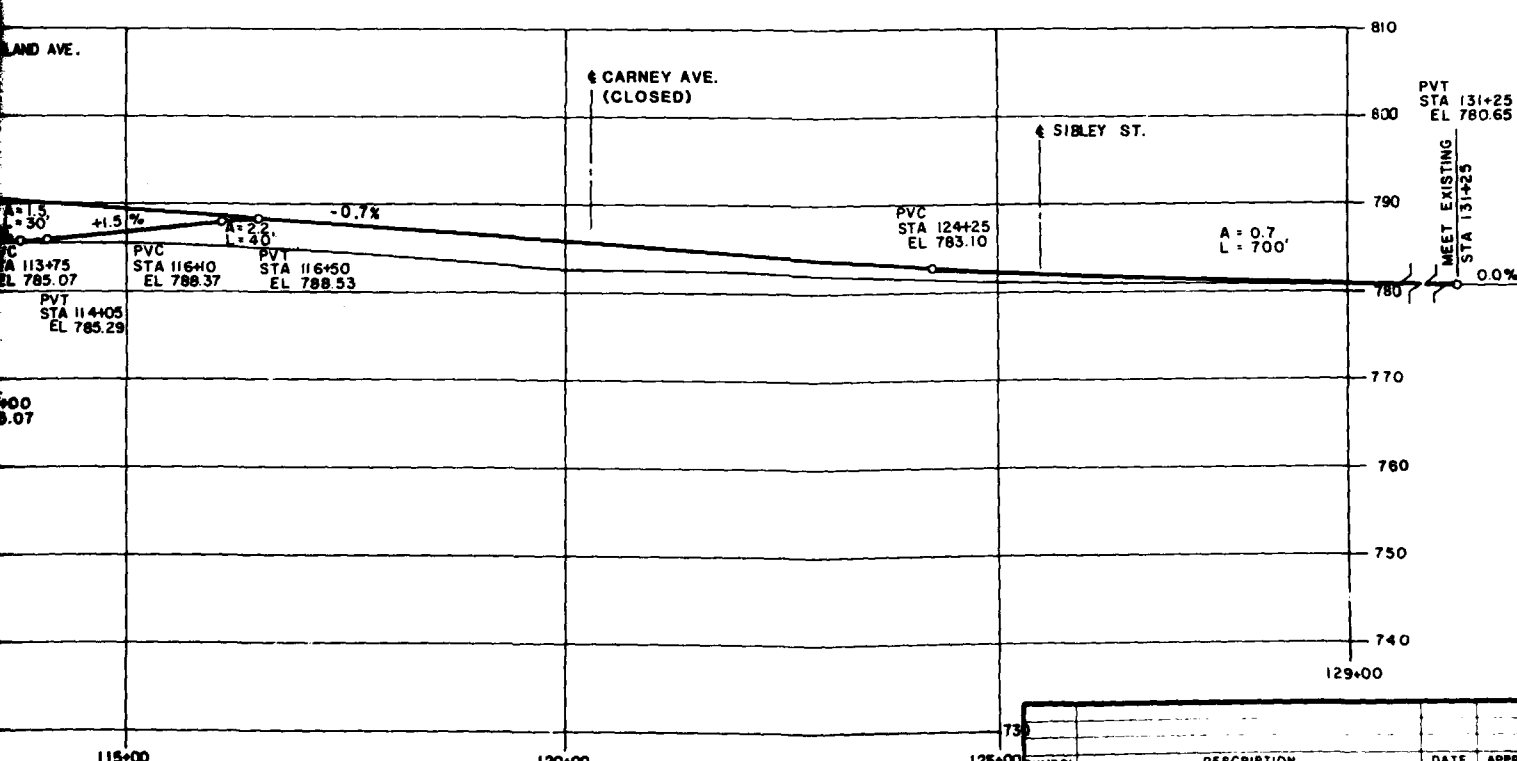 810
LAND AVE.
℄ CARNEY AVE.
(CLOSED)
PVT
STA 131+25
EL 780.65
800
℄ SIBLEY ST.
MEET EXISTING
STA 131+25
790
A=1.5,
L=30'
+1.5%
A=2.2,
L=40'
-0.7%
PVC
STA 124+25
EL 783.10
A = 0.7
L = 700'
113+75
EL 785.07
PVC
STA 116+10
EL 788.37
PVT
STA 116+50
EL 788.53
0.0%
780
PVT
STA 114+05
EL 785.29
770
+00
.07
760
750
740
129+00
730
115+00
120+00
125+00
DESCRIPTION
DATE